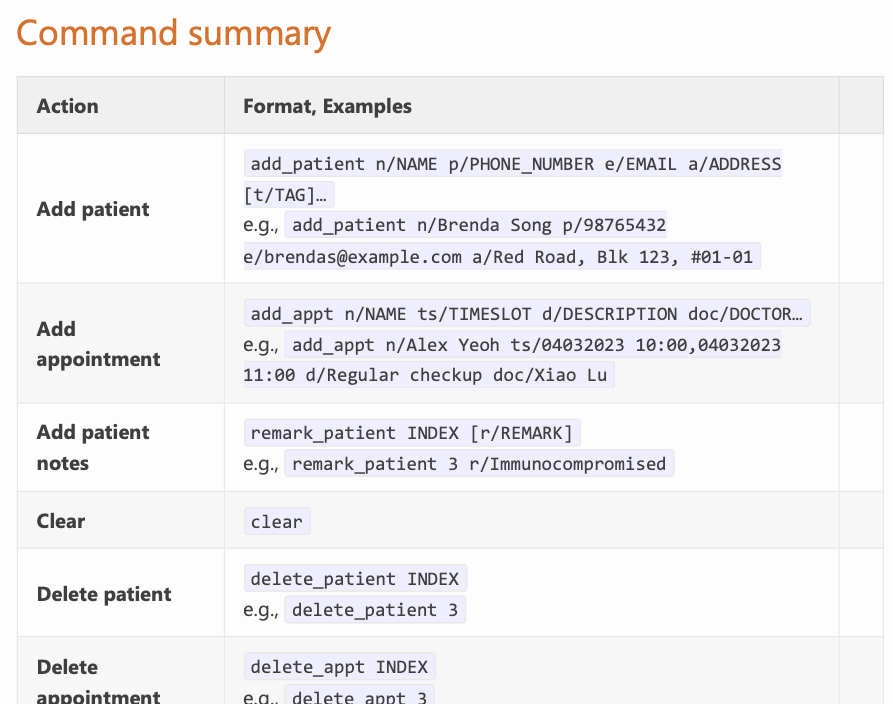 Command summary
Action Format, Examples
Add patient
add_patient n/NAME p/PHONE_NUMBER e/EMAIL a/ADDRESS
[t/TAG]…
e.g., add_patient n/Brenda Song p/98765432
e/brendas@example.com a/Red Road, Blk 123, #01-01
Add
appointment
add_appt n/NAME ts/TIMESLOT d/DESCRIPTION doc/DOCTOR…
e.g., add_appt n/Alex Yeoh ts/04032023 10:00,04032023
11:00 d/Regular checkup doc/Xiao Lu
Add patient
notes
remark_patient INDEX [r/REMARK]
e.g., remark_patient 3 r/Immunocompromised
Clear
clear
Delete patient
delete_patient INDEX
e.g., delete_patient 3
Delete
appointment
delete_appt INDEX
e.g., delete_appt 3